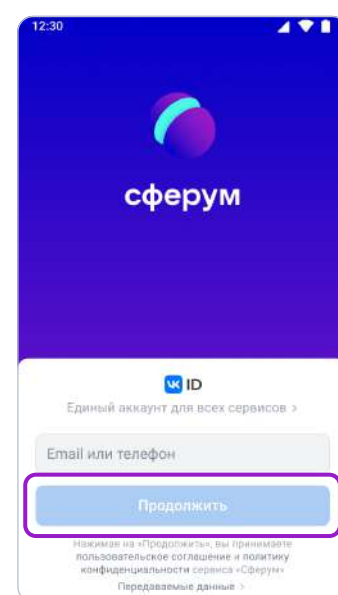 12:30
сферум
VK ID
Единый аккаунт для всех сервисов >
Email или телефон
Продолжить
Нажимая на «Продолжить», вы принимаете
пользовательское соглашение и политику
конфиденциальности сервиса «Сферум»
Передаваемые данные >